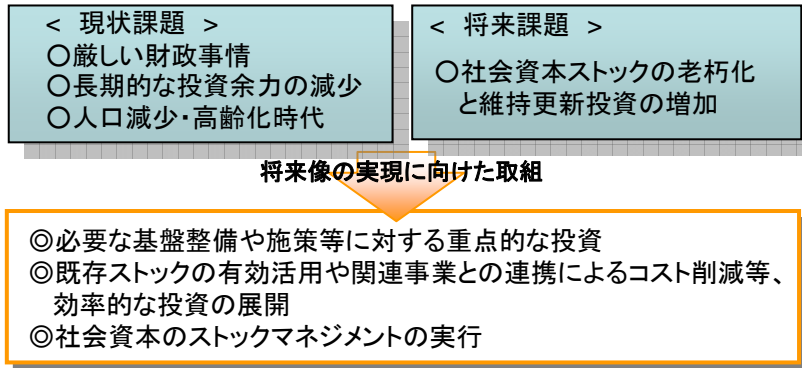 < 現状課題 >
○厳しい財政事情
○長期的な投資余力の減少
○人口減少・高齢化時代
< 将来課題 >
○社会資本ストックの老朽化
と維持更新投資の増加
将来像の実現に向けた取組
◎必要な基盤整備や施策等に対する重点的な投資
◎既存ストックの有効活用や関連事業との連携によるコスト削減等、
効率的な投資の展開
◎社会資本のストックマネジメントの実行